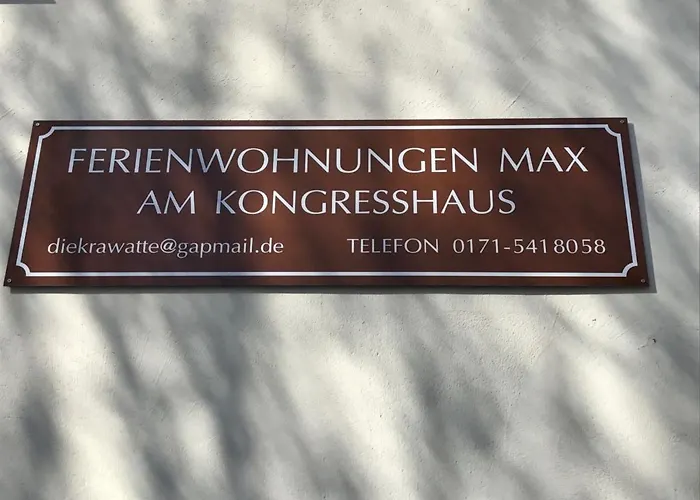 FERIENWOHNUNGEN MAX
AM KONGRESSHAUS
diekrawatte@gapmail.de TELEFON 0171-5418058